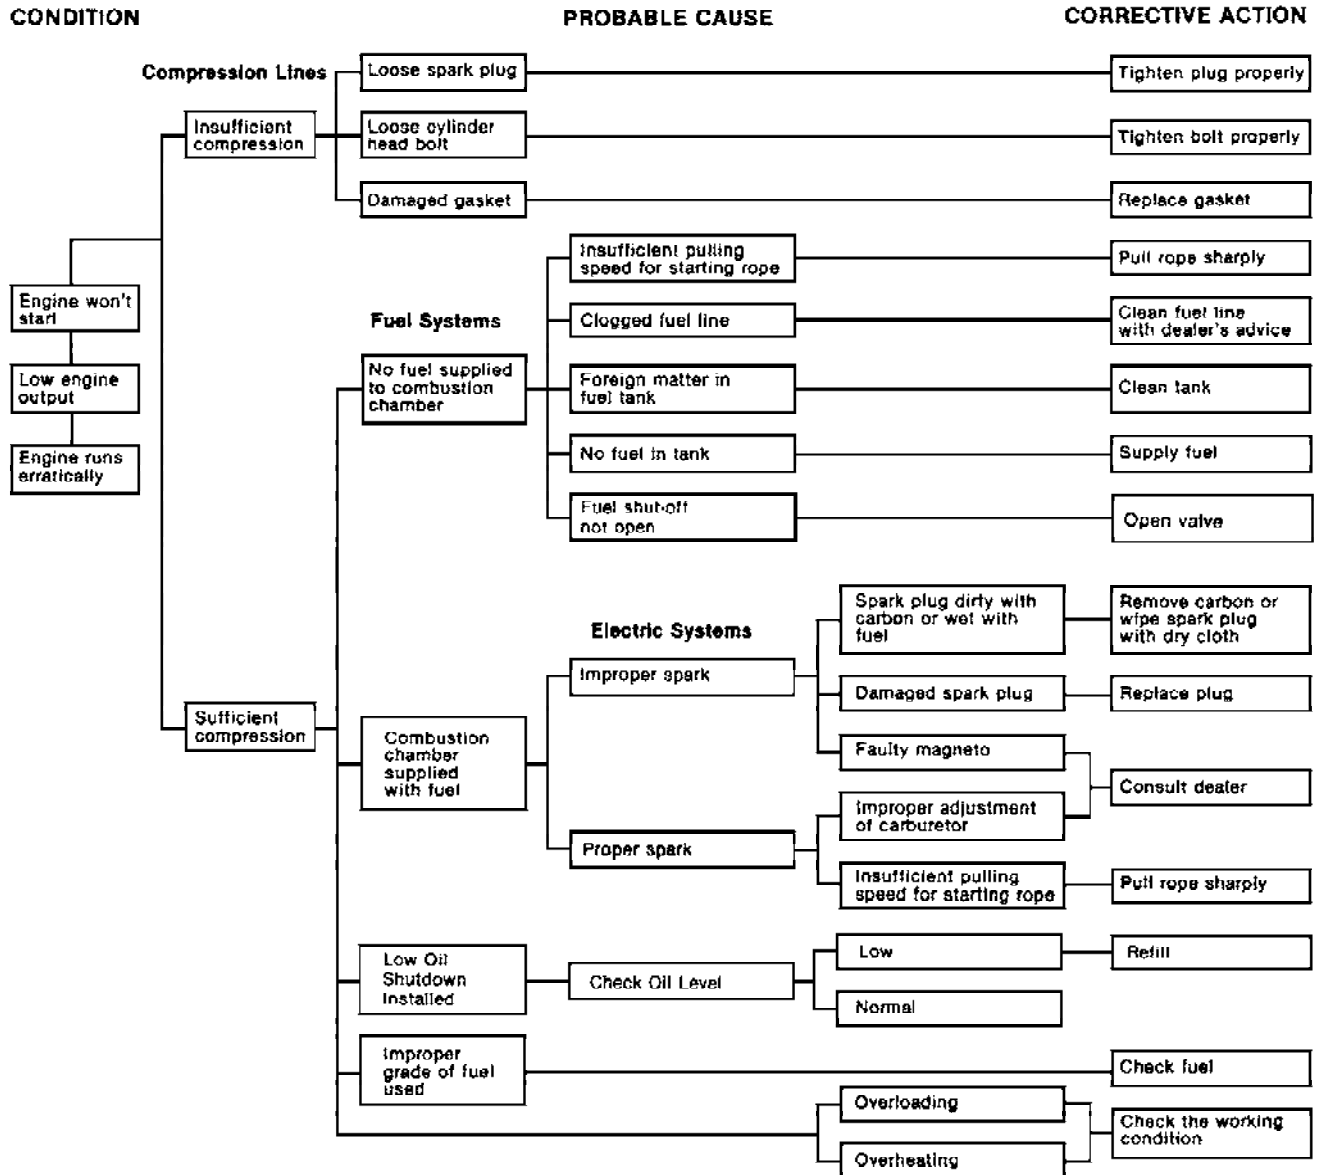 CONDITION
PROBABLE CAUSE
CORRECTIVE ACTION
Compression Lines
Loose spark plug
Tighten plug properly
Insufficient
compression
Loose cylinder
head bolt
Tighten bolt properly
Damaged gasket
Replace gasket
Engine won't
start
Low engine
output
Engine runs
erratically
Fuel Systems
No fuel supplied
to combustion
chamber
Insufficient pulling
speed for starting rope
Pull rope sharply
Clogged fuel line
Clean fuel line
with dealer's advice
Foreign matter in
fuel tank
Clean tank
No fuel in tank
Supply fuel
Fuel shut-off
not open
Open valve
Sufficient
compression
Electric Systems
Combustion
chamber
supplied
with fuel
Improper spark
Spark plug dirty with
carbon or wet with
fuel
Remove carbon or
wipe spark plug
with dry cloth
Damaged spark plug
Replace plug
Faulty magneto
Consult dealer
Proper spark
Improper adjustment
of carburetor
Insufficient pulling
speed for starting rope
Pull rope sharply
Low Oil
Shutdown
Installed
Check Oil Level
Low
Refill
Normal
Improper
grade of fuel
used
Check fuel
Overloading
Check the working
condition
Overheating